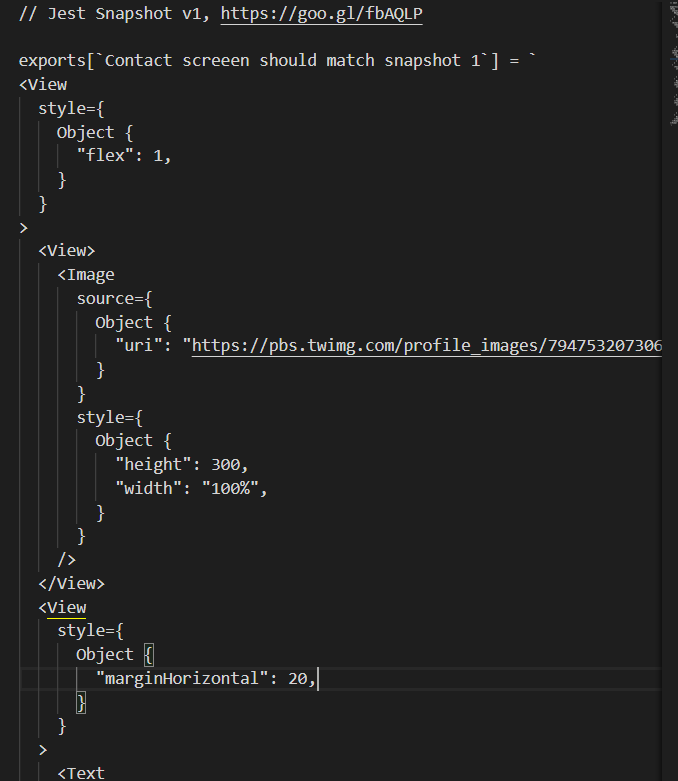 // Jest Snapshot v1, https://goo.gl/fbAQLP
exports[`Contact screeen should match snapshot 1`] = `
<View
style={
Object {
"flex": 1,
}
}
>
<View>
<Image
source={
Object {
"uri": "https://pbs.twimg.com/profile_images/794753207306
}
}
style={
Object {
"height": 300,
"width": "100%",
}
}
/>
</View>
<View
style={
Object {
"marginHorizontal": 20,
}
}
>
<Text